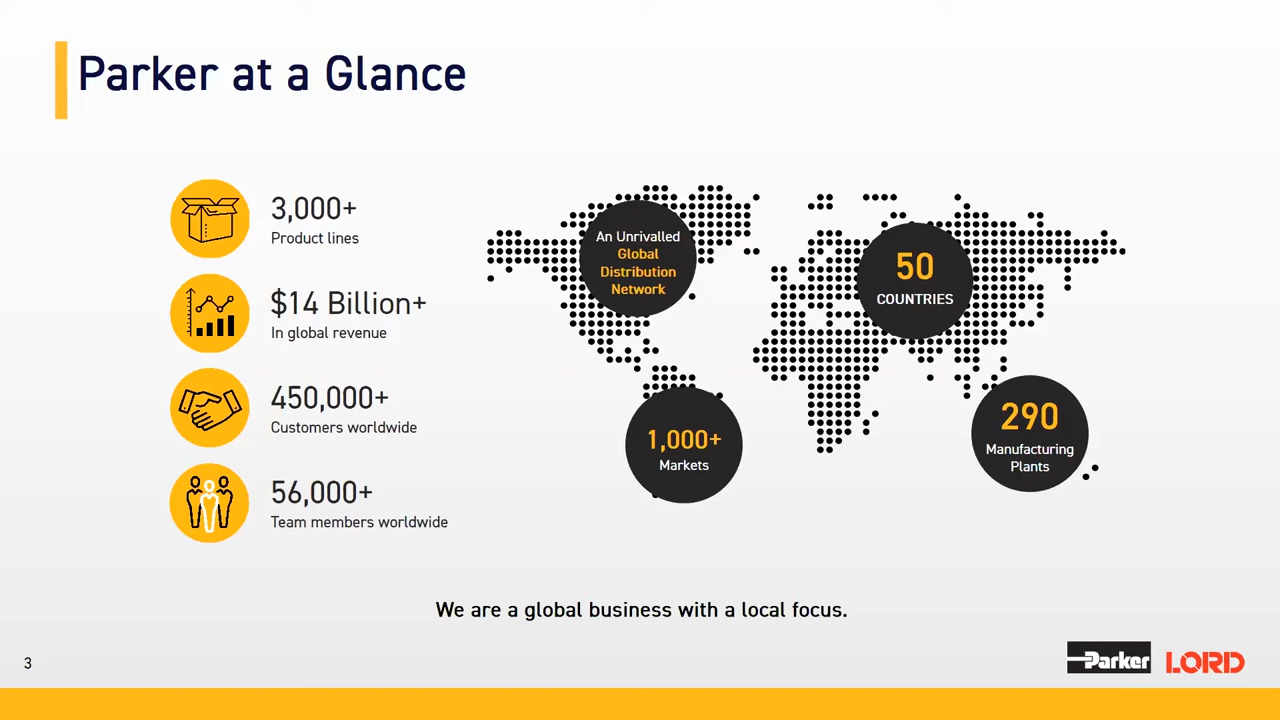 Parker at a Glance
3,000+
Product lines
$14 Billion+
In global revenue
450,000+
Customers worldwide
56,000+
Team members worldwide
An Unrivalled
Global
Distribution
Network
50
COUNTRIES
1,000+
Markets
290
Manufacturing
Plants
We are a global business with a local focus.
3
Parker
LORD